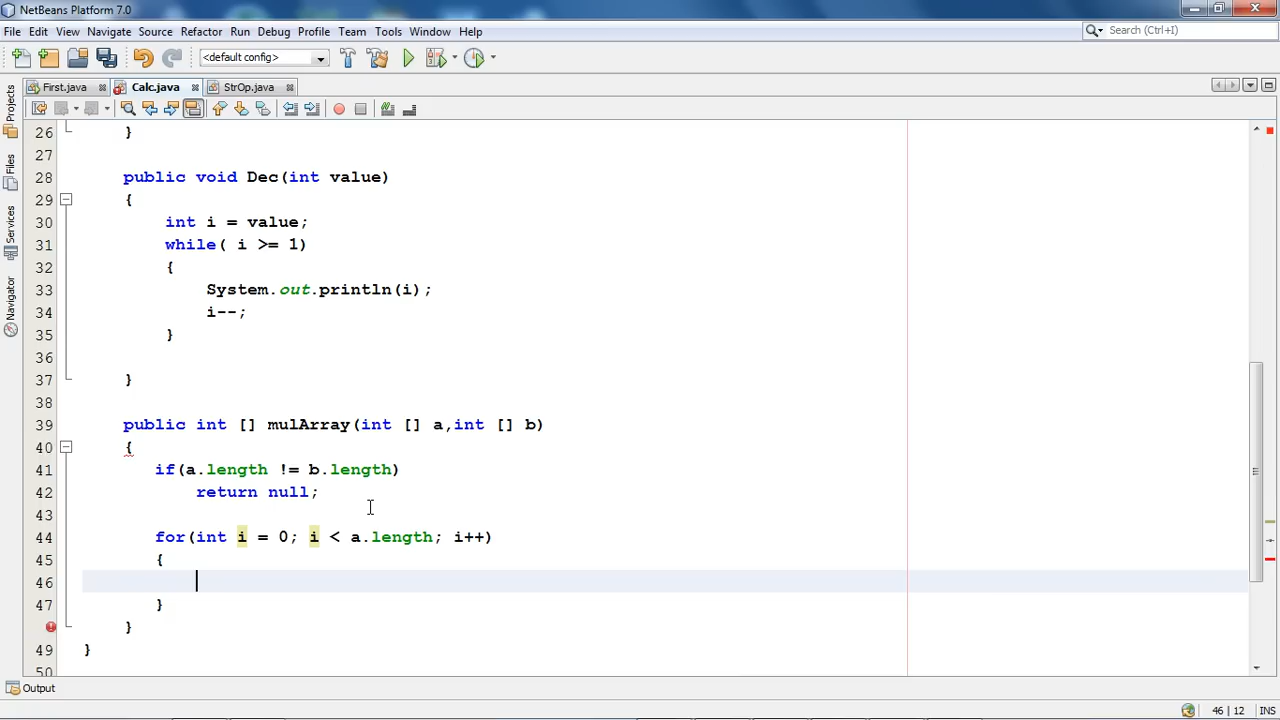 NetBeans Platform 7.0
File Edit View Navigate Source Refactor Run Debug Profile Team Tools Window Help
Search (Ctrl+I)
<default config>
First.java Calc.java StrOp.java
Projects
Files
Services
Navigator
26 }
27
28 public void Dec(int value)
29 {
30 int i = value;
31 while( i >= 1)
32 {
33 System.out.println(i);
34 i--;
35 }
36
37 }
38
39 public int [] mulArray(int [] a,int [] b)
40 {
41 if(a.length != b.length)
42 return null;
43
44 for(int i = 0; i < a.length; i++)
45 {
46
47 }
}
49 }
50
Output
46 | 12 INS